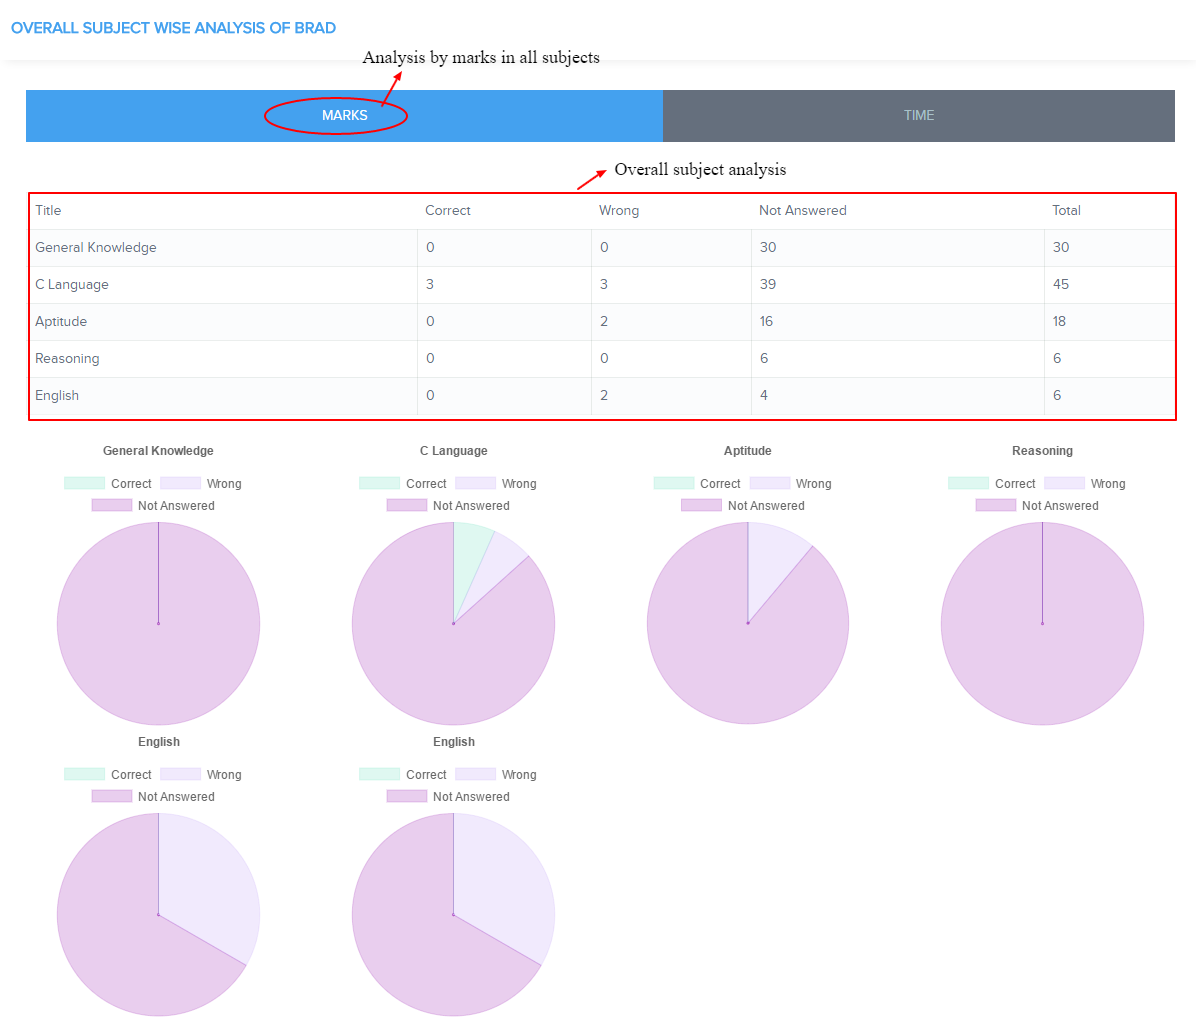 OVERALL SUBJECT WISE ANALYSIS OF BRAD
Analysis by marks in all subjects
MARKS TIME
Overall subject analysis
Title Correct Wrong Not Answered Total
General Knowledge 0 0 30 30
C Language 3 3 39 45
Aptitude 0 2 16 18
Reasoning 0 0 6 6
English 0 2 4 6
General Knowledge C Language Aptitude Reasoning
Correct Wrong Correct Wrong Correct Wrong Correct Wrong
Not Answered Not Answered Not Answered Not Answered
English English
Correct Wrong Correct Wrong
Not Answered Not Answered